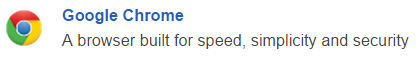 Google Chrome
A browser built for speed, simplicity and security